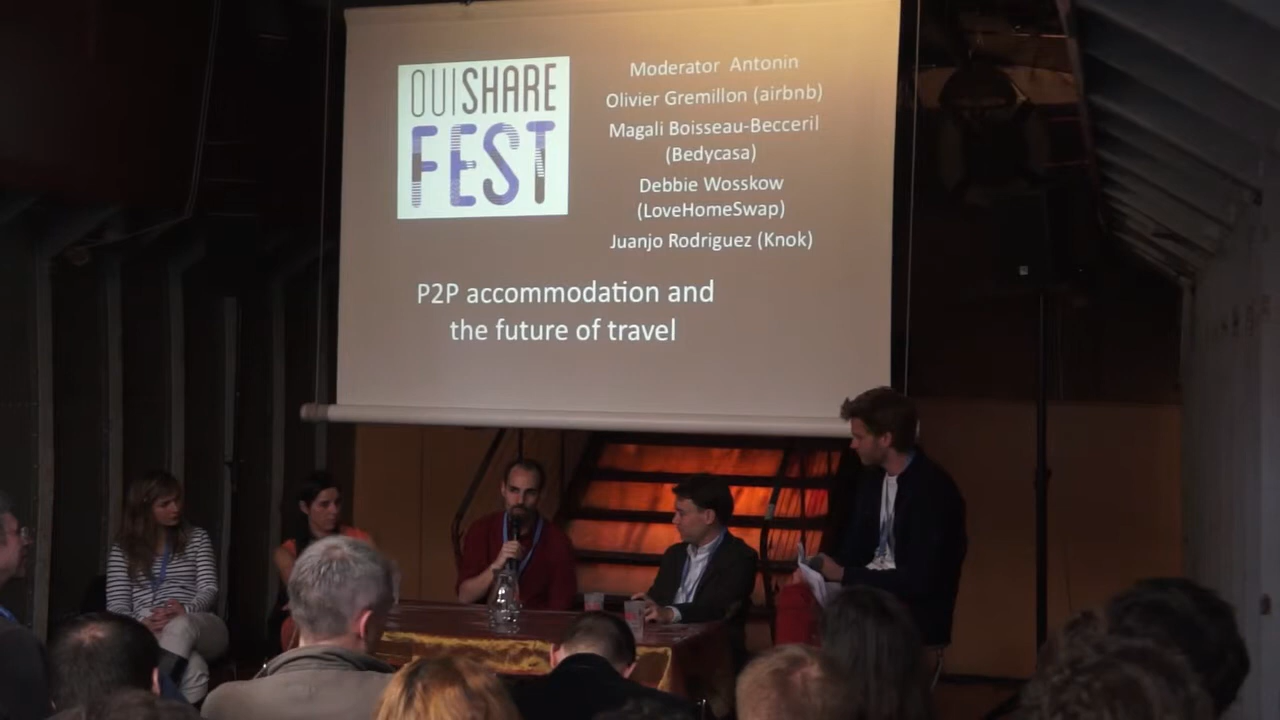 OUISHARE
FEST
Moderator Antonin
Olivier Gremillon (airbnb)
Magali Boisseau-Becceril
(Bedycasa)
Debbie Wosskow
(LoveHomeSwap)
Juanjo Rodriguez (Knok)
P2P accommodation and
the future of travel